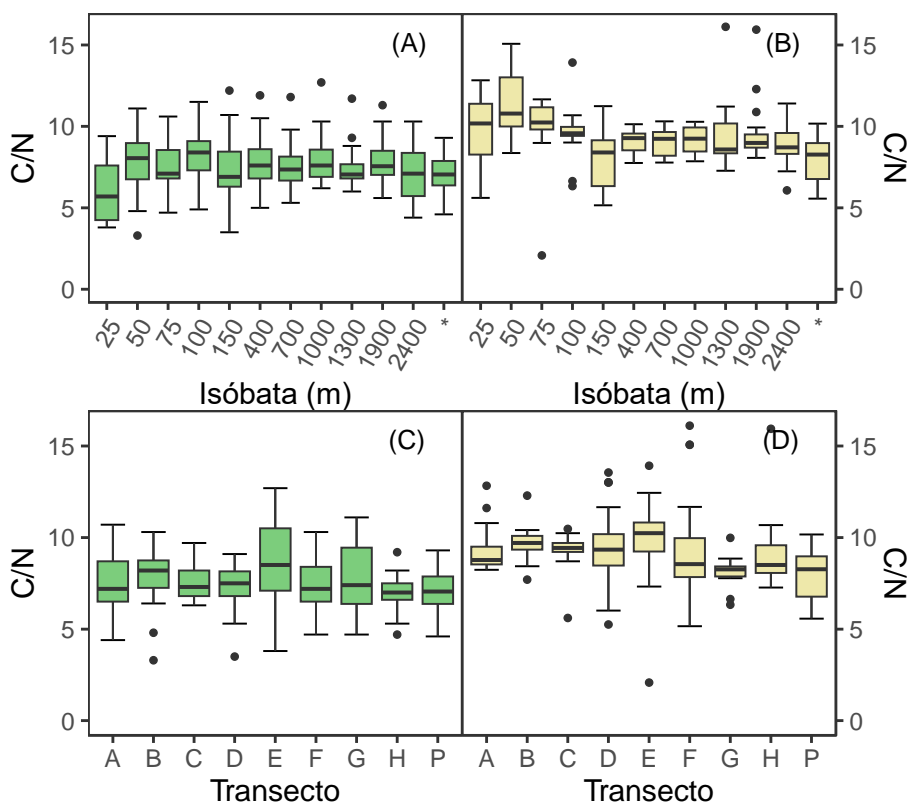 (A) (B)
15 15
10 10
5 5
0 0
C/N C/N
25 50 75 100 150 400 700 1000 1300 1900 2400 * 25 50 75 100 150 400 700 1000 1300 1900 2400 *
Isóbata (m) Isóbata (m)
(C) (D)
15 15
10 10
5 5
0 0
C/N C/N
A B C D E F G H P A B C D E F G H P
Transecto Transecto